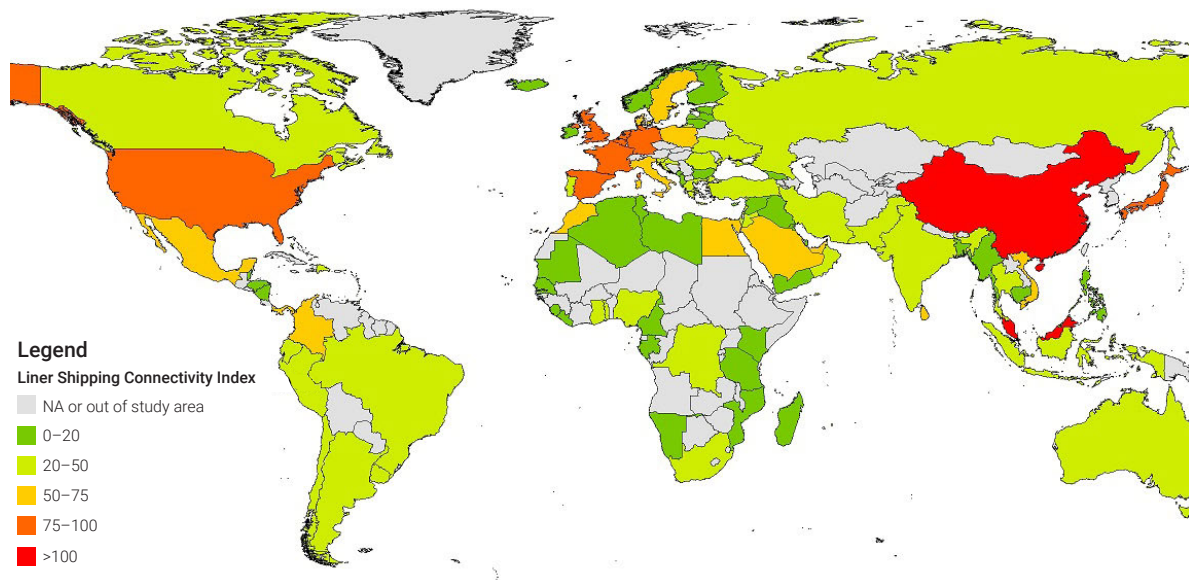 Legend
Liner Shipping Connectivity Index
NA or out of study area
0–20
20–50
50–75
75–100
>100